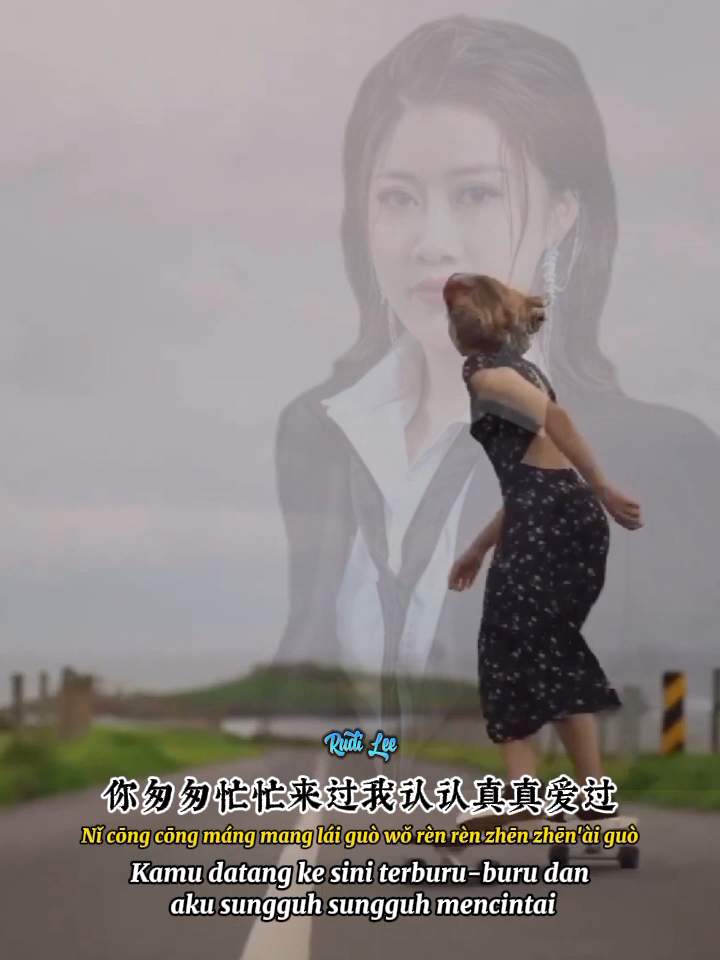 Rudi Lee
你匆匆忙忙来过我认认真真爱过
Nǐ cōng cōng máng mang lái guò wǒ rèn rèn zhēn zhēn'ài guò
Kamu datang ke sini terburu-buru dan
aku sungguh sungguh mencintai